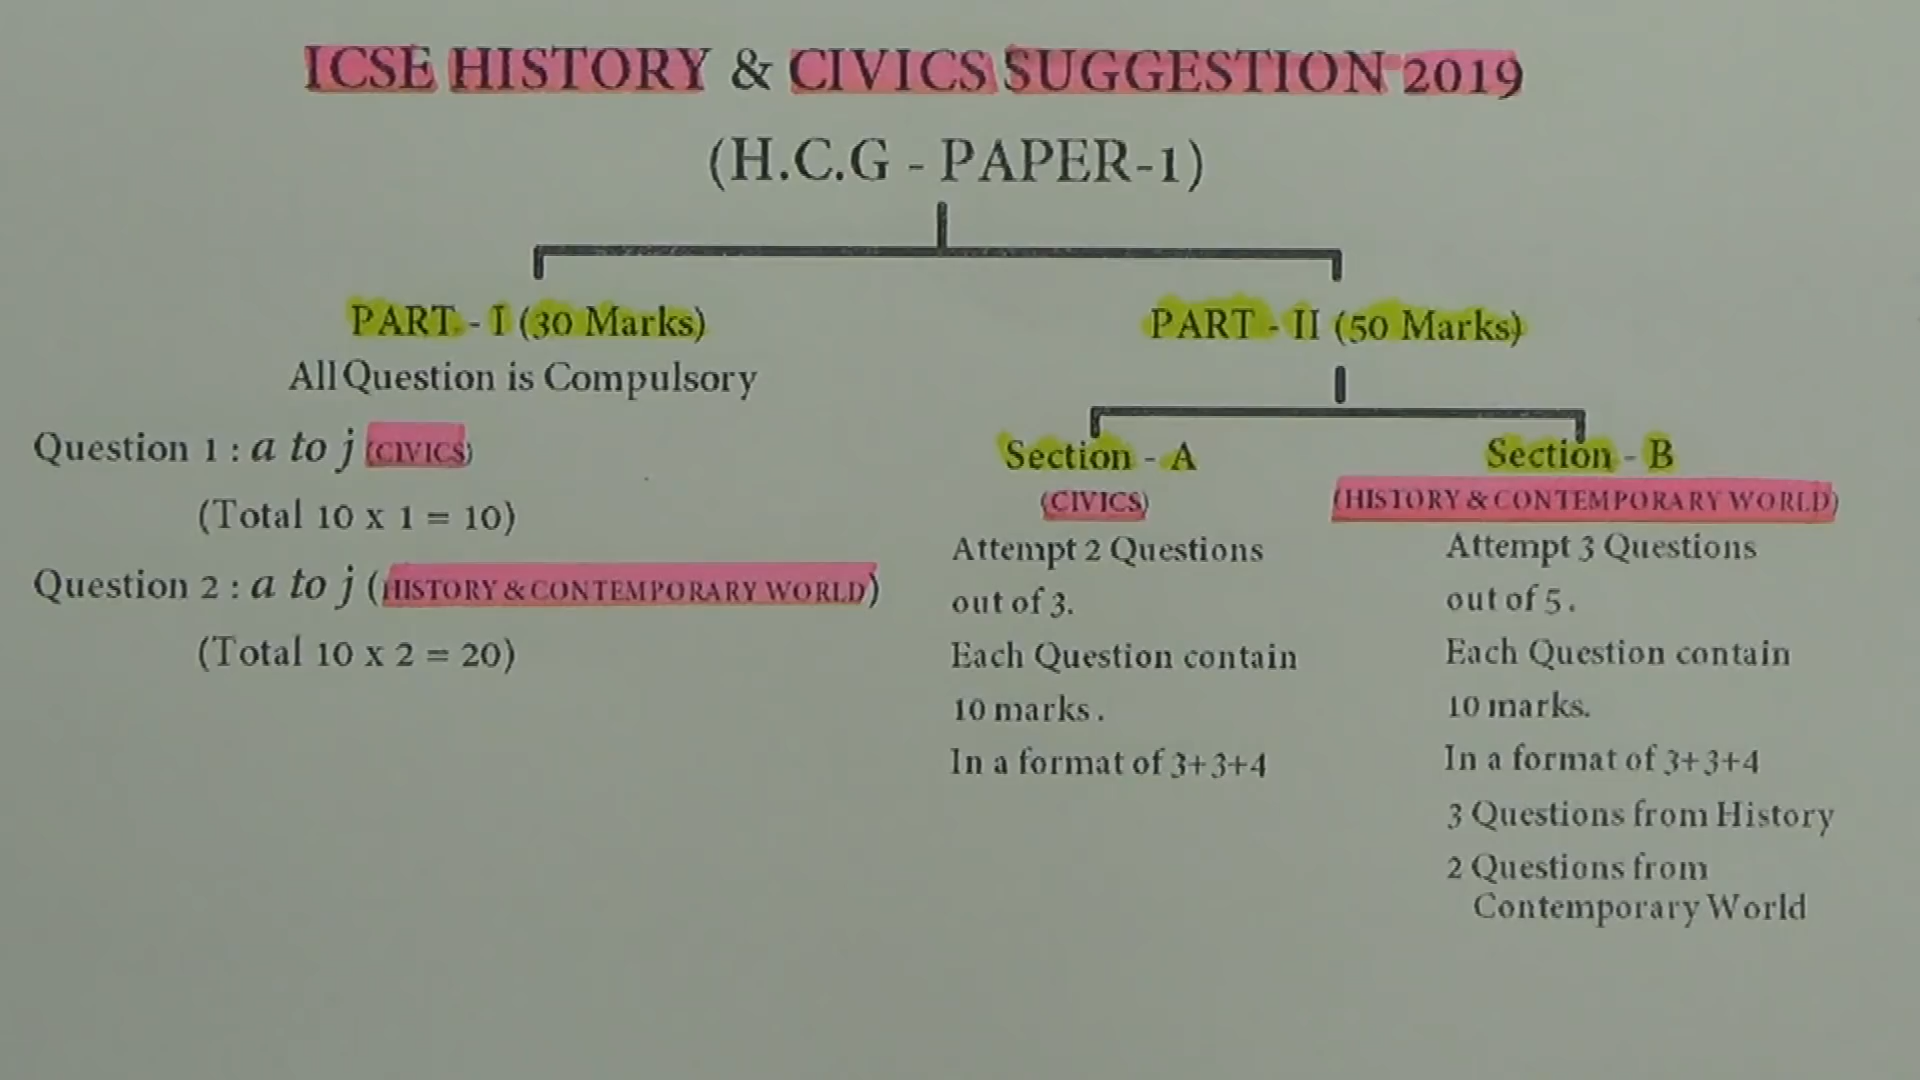 ICSE HISTORY & CIVICS SUGGESTION 2019
(H.C.G - PAPER-1)
PART - I (30 Marks)
All Question is Compulsory
Question 1 : a to j (CIVICS)
(Total 10 x 1 = 10)
Question 2 : a to j (HISTORY & CONTEMPORARY WORLD)
(Total 10 x 2 = 20)
PART - II (50 Marks)
Section - A
(CIVICS)
Attempt 2 Questions
out of 3.
Each Question contain
10 marks .
In a format of 3+3+4
Section - B
(HISTORY & CONTEMPORARY WORLD)
Attempt 3 Questions
out of 5 .
Each Question contain
10 marks.
In a format of 3+3+4
3 Questions from History
2 Questions from
Contemporary World